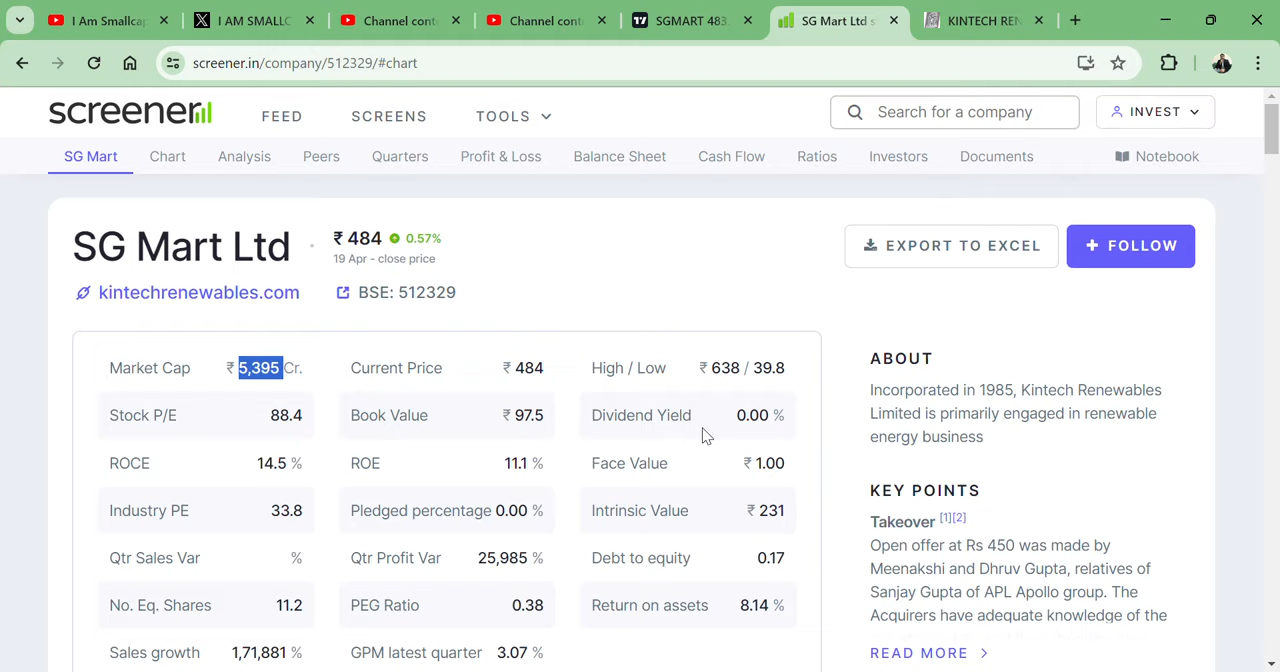 I Am Smallca
I AM SMALLC
Channel cont
Channel cont
SGMART 483.
SG Mart Ltd s
KINTECH REN
screener.in/company/512329/#chart
screener
FEED
SCREENS
TOOLS
Search for a company
INVEST
SG Mart
Chart
Analysis
Peers
Quarters
Profit & Loss
Balance Sheet
Cash Flow
Ratios
Investors
Documents
Notebook
SG Mart Ltd
₹ 484 0.57%
19 Apr - close price
EXPORT TO EXCEL
+ FOLLOW
kintechrenewables.com
BSE: 512329
Market Cap ₹ 5,395 Cr.
Current Price ₹ 484
High / Low ₹ 638 / 39.8
Stock P/E 88.4
Book Value ₹ 97.5
Dividend Yield 0.00 %
ROCE 14.5 %
ROE 11.1 %
Face Value ₹ 1.00
Industry PE 33.8
Pledged percentage 0.00 %
Intrinsic Value ₹ 231
Qtr Sales Var %
Qtr Profit Var 25,985 %
Debt to equity 0.17
No. Eq. Shares 11.2
PEG Ratio 0.38
Return on assets 8.14 %
Sales growth 1,71,881 %
GPM latest quarter 3.07 %
ABOUT
Incorporated in 1985, Kintech Renewables
Limited is primarily engaged in renewable
energy business
KEY POINTS
Takeover [1][2]
Open offer at Rs 450 was made by
Meenakshi and Dhruv Gupta, relatives of
Sanjay Gupta of APL Apollo group. The
Acquirers have adequate knowledge of the
READ MORE